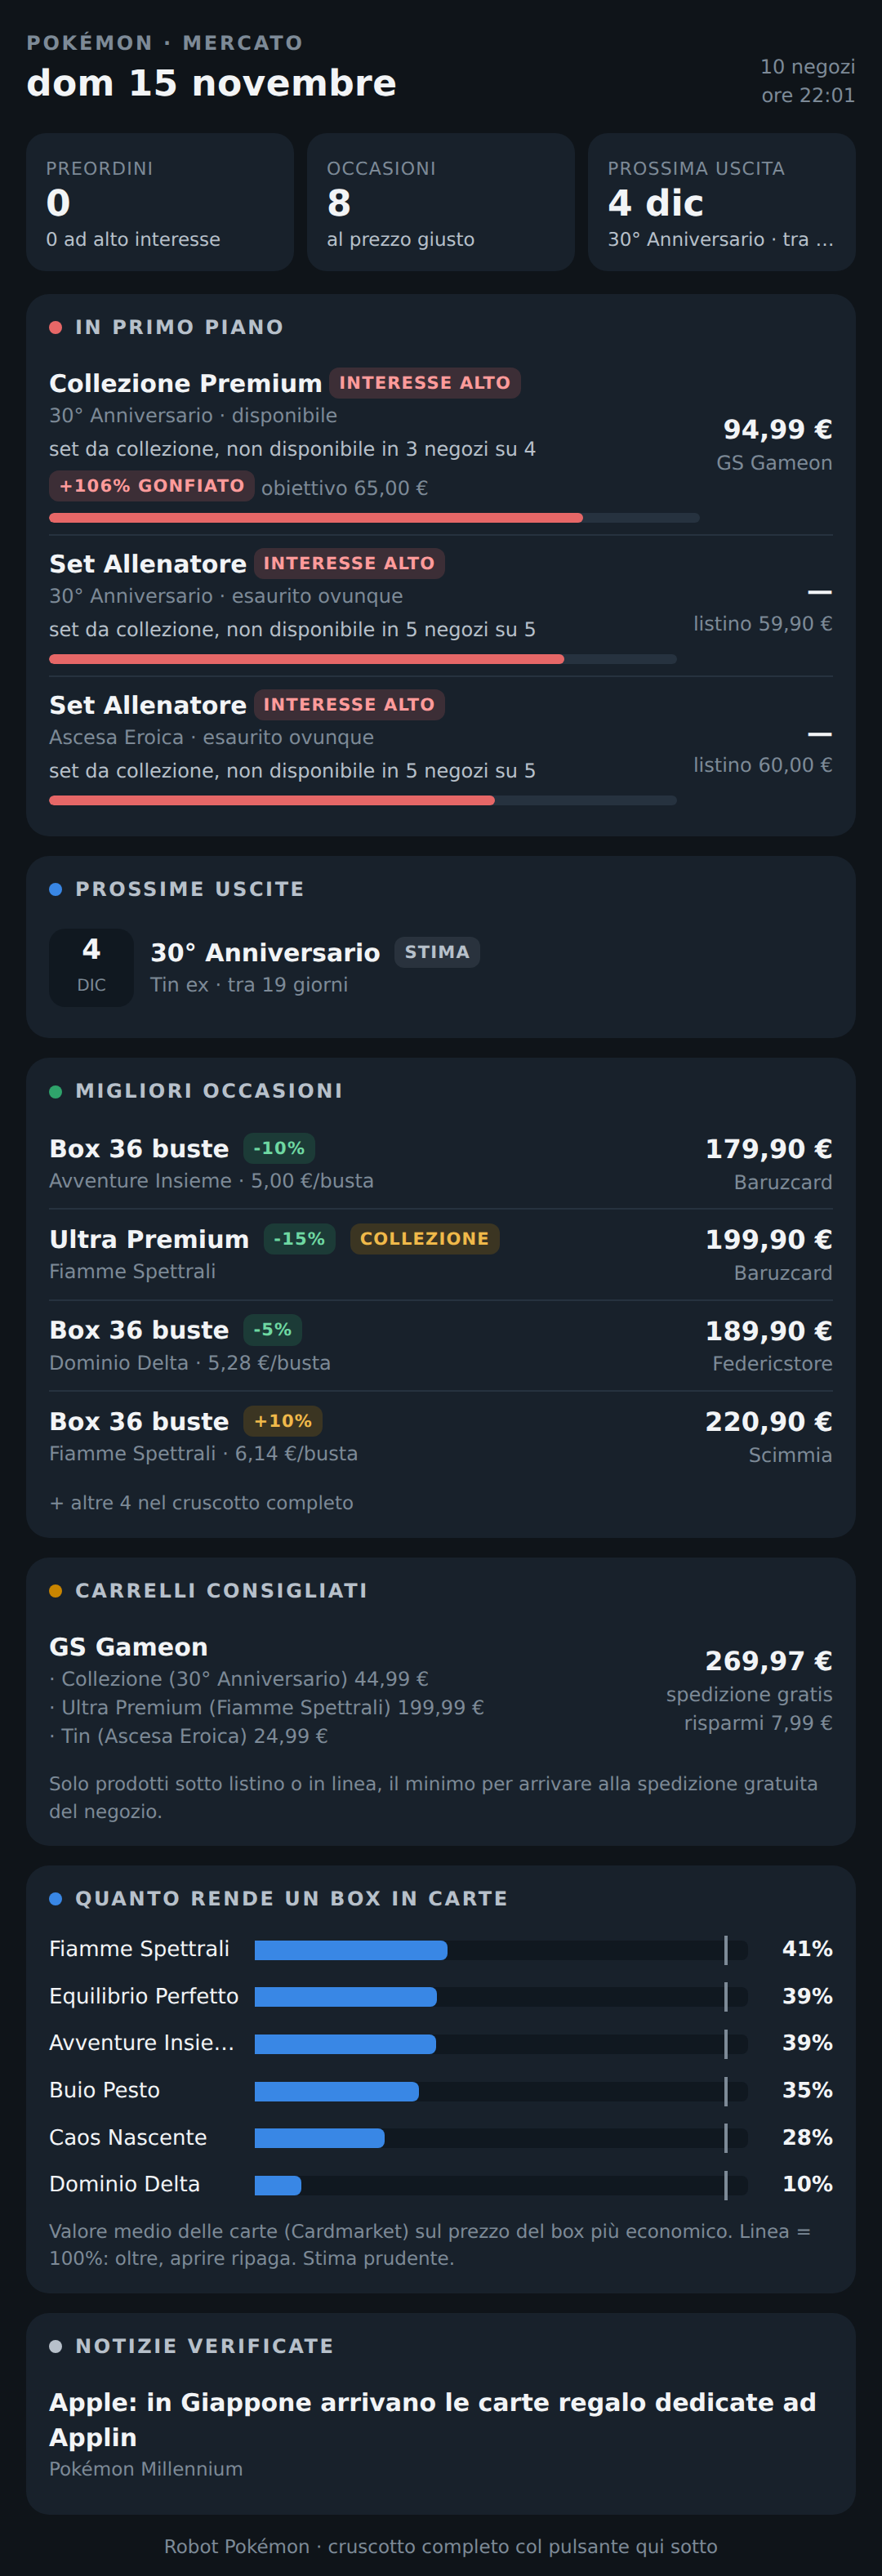 POKÉMON · MERCATO
dom 15 novembre
10 negozi
ore 22:01
PREORDINI
0
0 ad alto interesse
OCCASIONI
8
al prezzo giusto
PROSSIMA USCITA
4 dic
30° Anniversario · tra …
IN PRIMO PIANO
Collezione Premium INTERESSE ALTO
30° Anniversario · disponibile
set da collezione, non disponibile in 3 negozi su 4
+106% GONFIATO obiettivo 65,00 €
94,99 €
GS Gameon
Set Allenatore INTERESSE ALTO
30° Anniversario · esaurito ovunque
set da collezione, non disponibile in 5 negozi su 5
—
listino 59,90 €
Set Allenatore INTERESSE ALTO
Ascesa Eroica · esaurito ovunque
set da collezione, non disponibile in 5 negozi su 5
—
listino 60,00 €
PROSSIME USCITE
4
DIC
30° Anniversario STIMA
Tin ex · tra 19 giorni
MIGLIORI OCCASIONI
Box 36 buste -10%
Avventure Insieme · 5,00 €/busta
179,90 €
Baruzcard
Ultra Premium -15% COLLEZIONE
Fiamme Spettrali
199,90 €
Baruzcard
Box 36 buste -5%
Dominio Delta · 5,28 €/busta
189,90 €
Federicstore
Box 36 buste +10%
Fiamme Spettrali · 6,14 €/busta
220,90 €
Scimmia
+ altre 4 nel cruscotto completo
CARRELLI CONSIGLIATI
GS Gameon
· Collezione (30° Anniversario) 44,99 €
· Ultra Premium (Fiamme Spettrali) 199,99 €
· Tin (Ascesa Eroica) 24,99 €
269,97 €
spedizione gratis
risparmi 7,99 €
Solo prodotti sotto listino o in linea, il minimo per arrivare alla spedizione gratuita
del negozio.
QUANTO RENDE UN BOX IN CARTE
Fiamme Spettrali 41%
Equilibrio Perfetto 39%
Avventure Insie… 39%
Buio Pesto 35%
Caos Nascente 28%
Dominio Delta 10%
Valore medio delle carte (Cardmarket) sul prezzo del box più economico. Linea =
100%: oltre, aprire ripaga. Stima prudente.
NOTIZIE VERIFICATE
Apple: in Giappone arrivano le carte regalo dedicate ad
Applin
Pokémon Millennium
Robot Pokémon · cruscotto completo col pulsante qui sotto